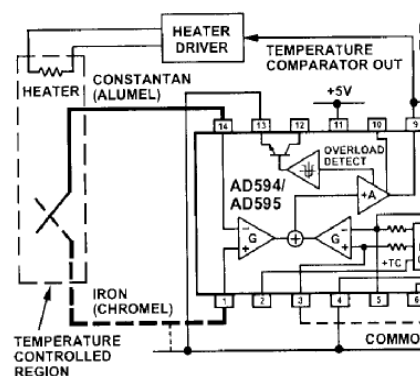 HEATER
DRIVER
TEMPERATURE
COMPARATOR OUT
HEATER
CONSTANTAN
(ALUMEL)
+5V
14
13
12
11
10
9
OVERLOAD
DETECT
AD594/
AD595
+A
G
G
+TC
IRON
(CHROMEL)
1
2
3
4
5
6
COMMO
TEMPERATURE
CONTROLLED
REGION